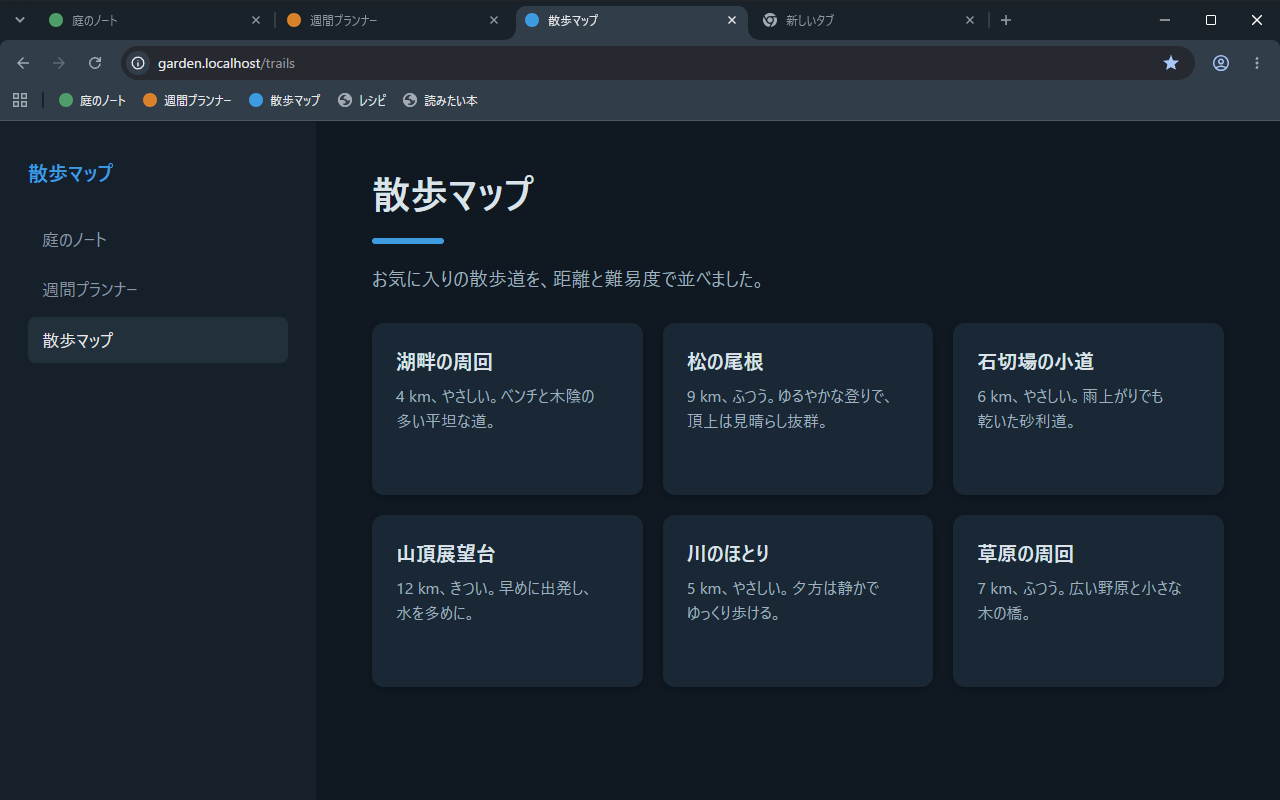 庭のノート
週間プランナー
散歩マップ
新しいタブ
garden.localhost/trails
庭のノート
週間プランナー
散歩マップ
レシピ
読みたい本
散歩マップ
庭のノート
週間プランナー
散歩マップ
散歩マップ
お気に入りの散歩道を、距離と難易度で並べました。
湖畔の周回
4 km、やさしい。ベンチと木陰の
多い平坦な道。
松の尾根
9 km、ふつう。ゆるやかな登りで、
頂上は見晴らし抜群。
石切場の小道
6 km、やさしい。雨上がりでも
乾いた砂利道。
山頂展望台
12 km、きつい。早めに出発し、
水を多めに。
川のほとり
5 km、やさしい。夕方は静かで
ゆっくり歩ける。
草原の周回
7 km、ふつう。広い野原と小さな
木の橋。